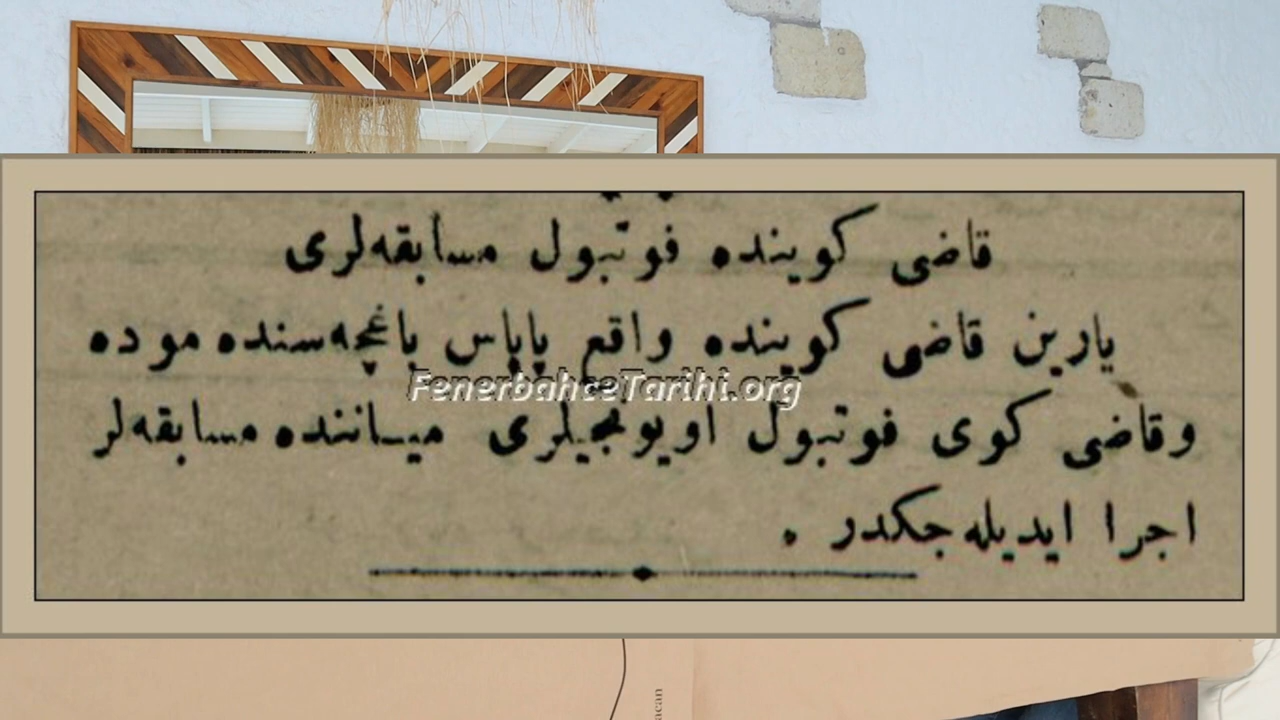 قاضی کوینده فوتبول مسابقه‌لری
یارین قاضی کوینده واقع پاپاس باغچه‌سنده موده
FenerbahceTarihi.org
وقاضی کوی فوتبول اویونجیلری میاننده مسابقه‌لر
اجرا ایدیله‌جکدر .
acan